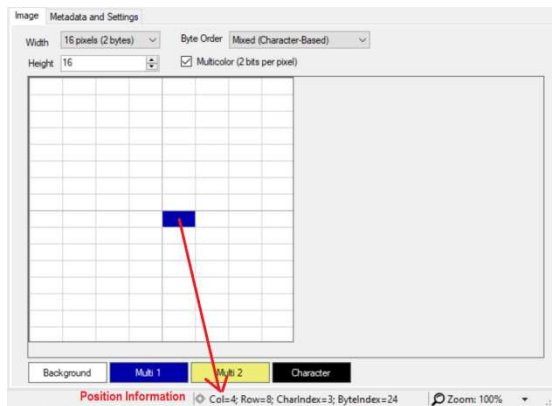 Image Metadata and Settings
Width 16 pixels (2 bytes) Byte Order Mixed (Character-Based)
Height 16 Multicolor (2 bits per pixel)
Background Multi 1 Multi 2 Character
Position Information Col=4; Row=8; CharIndex=3; ByteIndex=24 Zoom: 100%